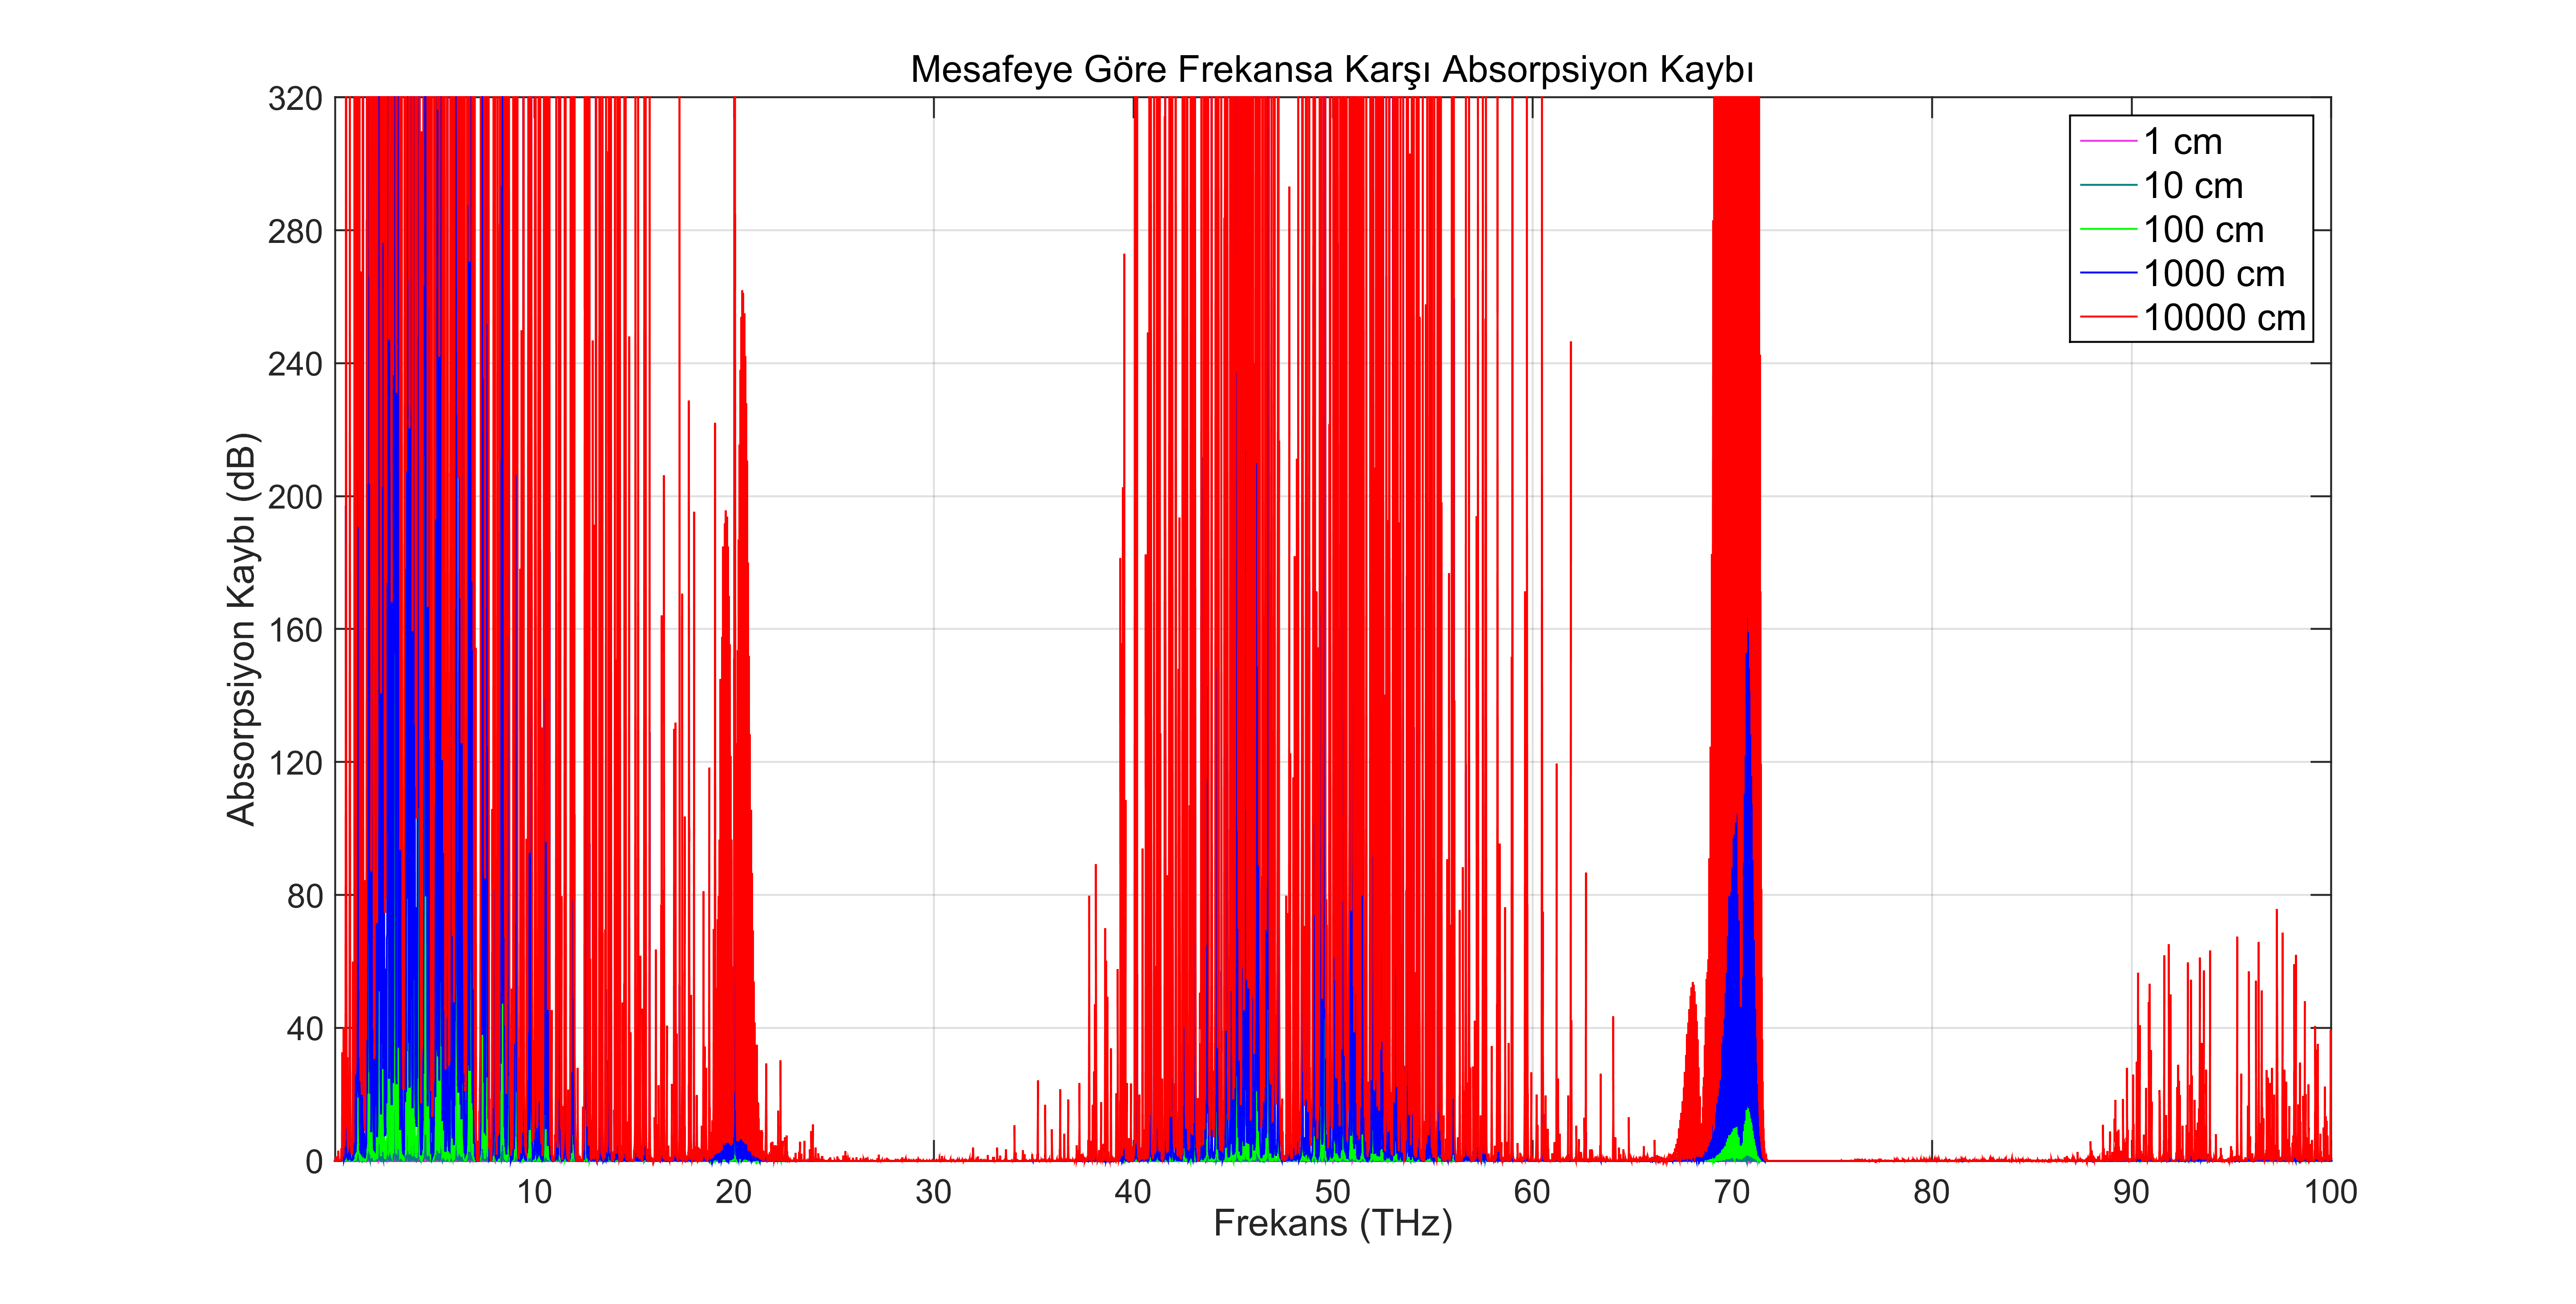 Mesafeye Göre Frekansa Karşı Absorpsiyon Kaybı
320
280
240
200
160
120
80
40
0
Absorpsiyon Kaybı (dB)
1 cm
10 cm
100 cm
1000 cm
10000 cm
10 20 30 40 50 60 70 80 90 100
Frekans (THz)